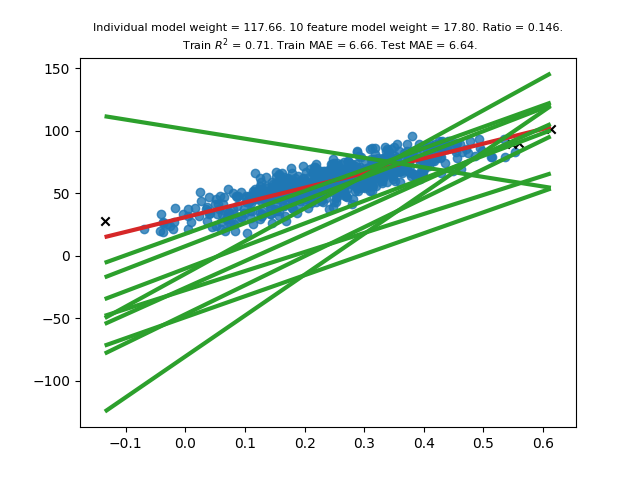 Individual model weight = 117.66. 10 feature model weight = 17.80. Ratio = 0.146.
Train R² = 0.71. Train MAE = 6.66. Test MAE = 6.64.
150
100
50
0
−50
−100
−0.1 0.0 0.1 0.2 0.3 0.4 0.5 0.6